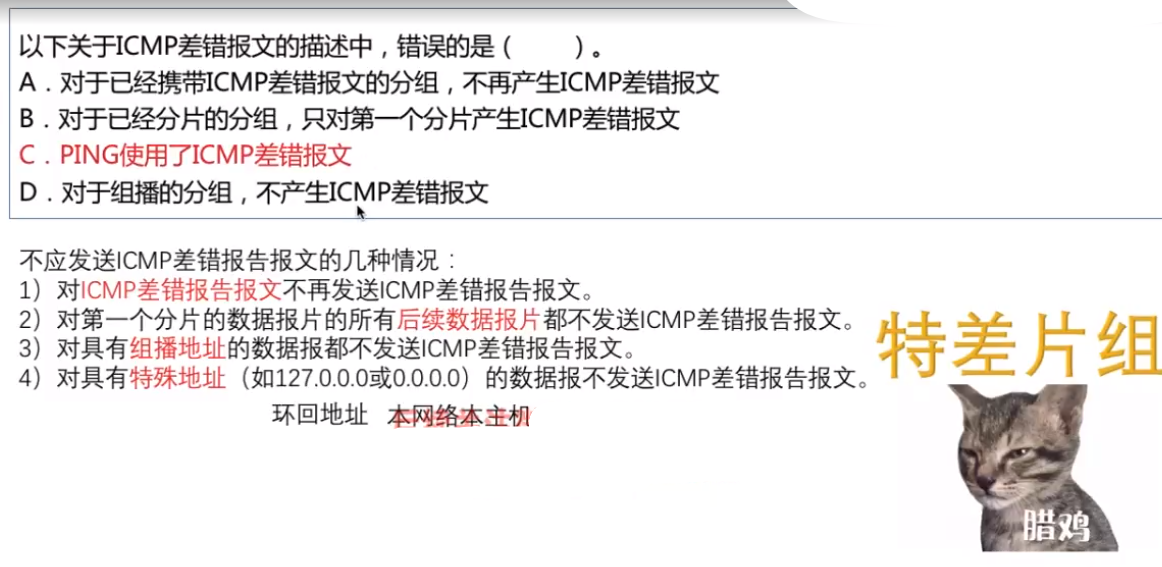 以下关于ICMP差错报文的描述中，错误的是（　　）。
A．对于已经携带ICMP差错报文的分组，不再产生ICMP差错报文
B．对于已经分片的分组，只对第一个分片产生ICMP差错报文
C．PING使用了ICMP差错报文
D．对于组播的分组，不产生ICMP差错报文
不应发送ICMP差错报告报文的几种情况：
1）对ICMP差错报告报文不再发送ICMP差错报告报文。
2）对第一个分片的数据报片的所有后续数据报片都不发送ICMP差错报告报文。
3）对具有组播地址的数据报都不发送ICMP差错报告报文。
4）对具有特殊地址（如127.0.0.0或0.0.0.0）的数据报不发送ICMP差错报告报文。
环回地址 本网络本主机
特差片组
腊鸡